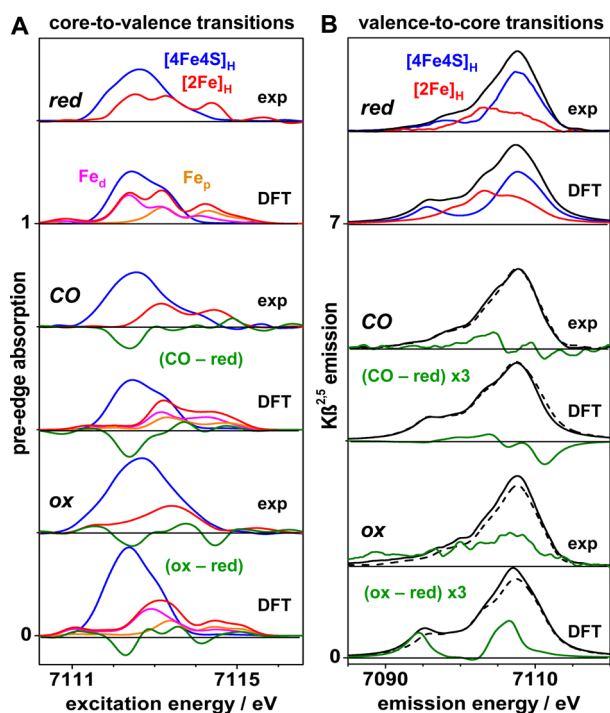 A core-to-valence transitions
[4Fe4S]H
[2Fe]H
red
exp
Fed
Fep
DFT
1
CO
exp
(CO – red)
DFT
ox
exp
(ox – red)
DFT
0
7111 7115
excitation energy / eV
pre-edge absorption
B valence-to-core transitions
[4Fe4S]H
[2Fe]H
red
exp
DFT
7
CO
exp
(CO – red) x3
DFT
ox
exp
(ox – red) x3
DFT
0
7090 7110
emission energy / eV
Kß2,5 emission